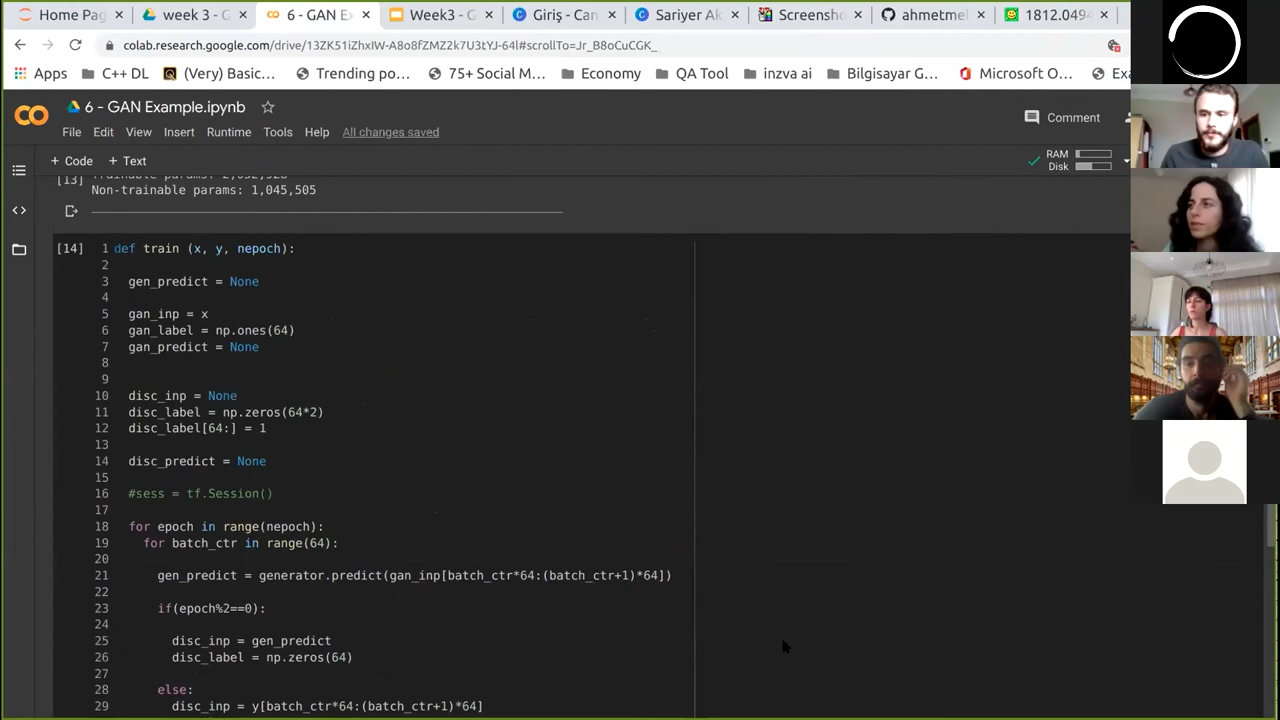 Home Pa
week 3 - G
6 - GAN Ex
Week3 - G
Giriş - Can
Sariyer Ak
Screensho
ahmetmel
1812.0494
colab.research.google.com/drive/13ZK51iZhxIW-A8o8fZMZ2k7U3tYJ-64l#scrollTo=Jr_B8oCuCGK_
Apps
C++ DL
(Very) Basic...
Trending po...
75+ Social M...
Economy
QA Tool
inzva ai
Bilgisayar G...
Microsoft O...
Exa
6 - GAN Example.ipynb
File Edit View Insert Runtime Tools Help All changes saved
Comment
+ Code + Text
RAM
Disk
[13]
Non-trainable params: 1,045,505
[14]
1 def train (x, y, nepoch):
2
3 gen_predict = None
4
5 gan_inp = x
6 gan_label = np.ones(64)
7 gan_predict = None
8
9
10 disc_inp = None
11 disc_label = np.zeros(64*2)
12 disc_label[64:] = 1
13
14 disc_predict = None
15
16 #sess = tf.Session()
17
18 for epoch in range(nepoch):
19 for batch_ctr in range(64):
20
21 gen_predict = generator.predict(gan_inp[batch_ctr*64:(batch_ctr+1)*64])
22
23 if(epoch%2==0):
24
25 disc_inp = gen_predict
26 disc_label = np.zeros(64)
27
28 else:
29 disc_inp = y[batch_ctr*64:(batch_ctr+1)*64]